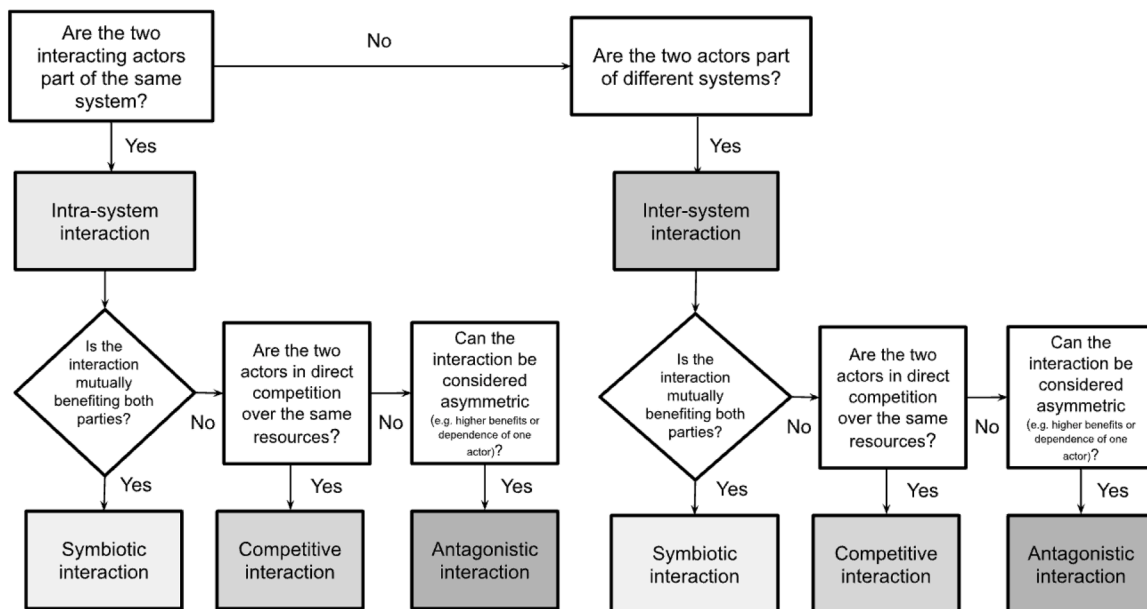 Are the two
interacting actors
part of the same
system?
No
Are the two actors part
of different systems?
Yes
Yes
Intra-system
interaction
Inter-system
interaction
Is the
interaction
mutually
benefiting both
parties?
No
Are the two
actors in direct
competition
over the same
resources?
No
Can the
interaction be
considered
asymmetric
(e.g. higher benefits or
dependence of one
actor)?
Is the
interaction
mutually
benefiting both
parties?
No
Are the two
actors in direct
competition
over the same
resources?
No
Can the
interaction be
considered
asymmetric
(e.g. higher benefits or
dependence of one
actor)?
Yes
Yes
Yes
Yes
Yes
Yes
Symbiotic
interaction
Competitive
interaction
Antagonistic
interaction
Symbiotic
interaction
Competitive
interaction
Antagonistic
interaction